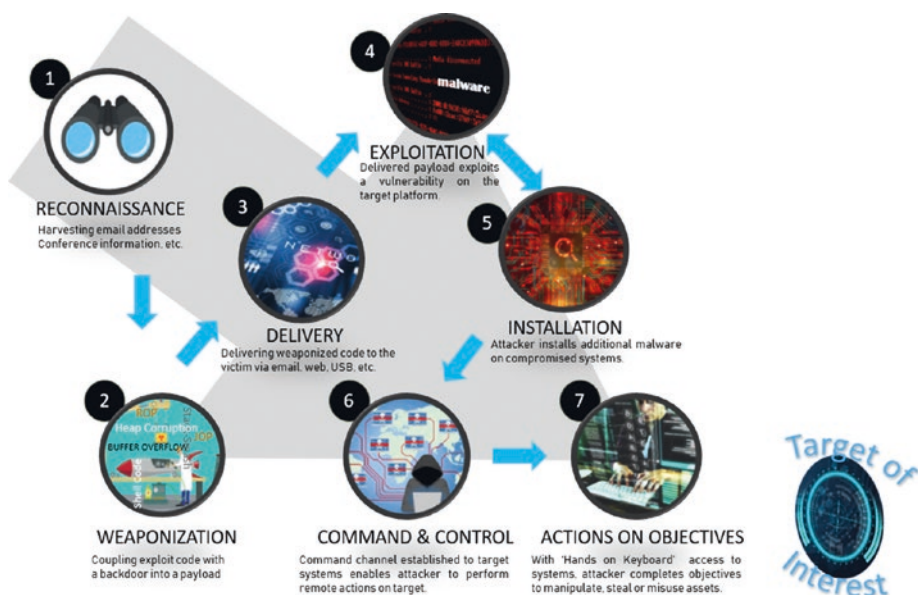 1
RECONNAISSANCE
Harvesting email addresses
Conference information, etc.
2
ROP
JOP
Heap Corruption
BUFFER OVERFLOW
Shell Code
WEAPONIZATION
Coupling exploit code with
a backdoor into a payload
3
DELIVERY
Delivering weaponized code to the
victim via email, web, USB, etc.
4
malware
EXPLOITATION
Delivered payload exploits
a vulnerability on the
target platform.
5
INSTALLATION
Attacker installs additional malware
on compromised systems.
6
COMMAND & CONTROL
Command channel established to target
systems enables attacker to perform
remote actions on target.
7
ACTIONS ON OBJECTIVES
With 'Hands on Keyboard' access to
systems, attacker completes objectives
to manipulate, steal or misuse assets.
Target of
Interest